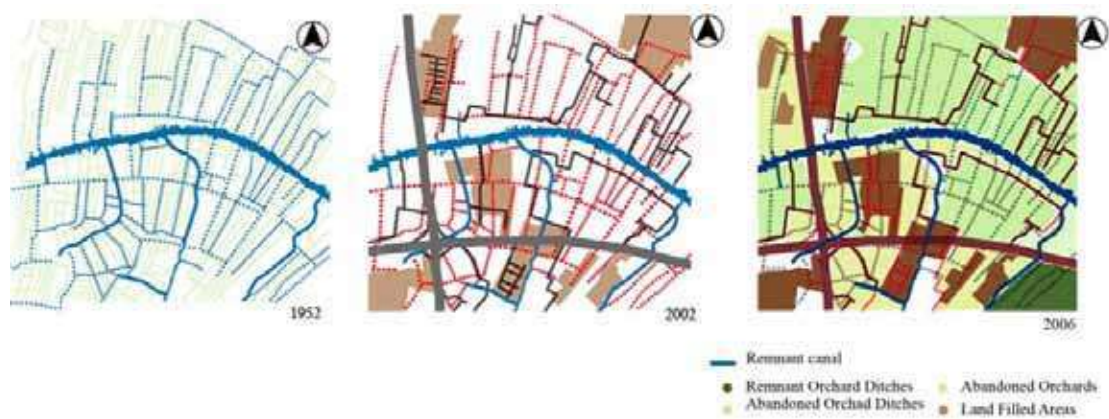 1952
2002
2006
Remnant canal
Remnant Orchard Ditches
Abandoned Orchards
Abandoned Orchad Ditches
Land Filled Areas